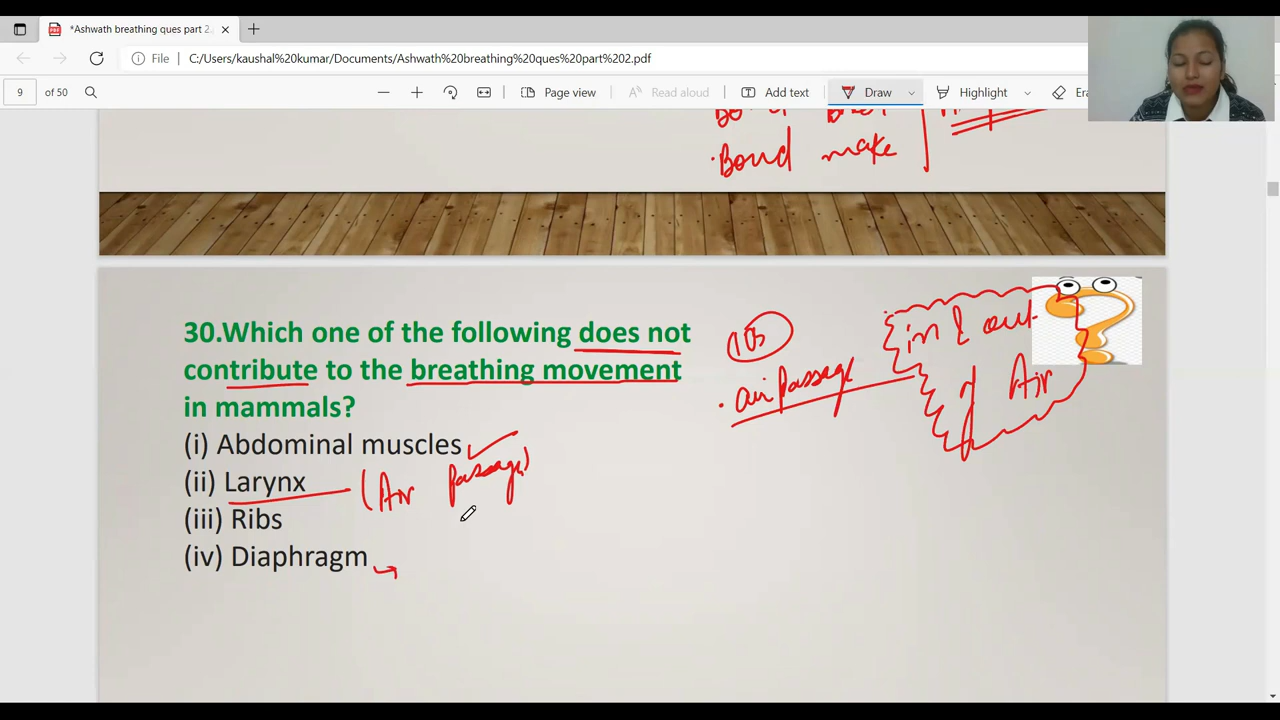 *Ashwath breathing ques part 2.
File C:/Users/kaushal%20kumar/Documents/Ashwath%20breathing%20ques%20part%202.pdf
9 of 50 Page view Read aloud Add text Draw Highlight Era
Bond make
30.Which one of the following does not
contribute to the breathing movement
in mammals?
(i) Abdominal muscles
(ii) Larynx (Air Passage)
(iii) Ribs
(iv) Diaphragm
air passage
in & out
of Air